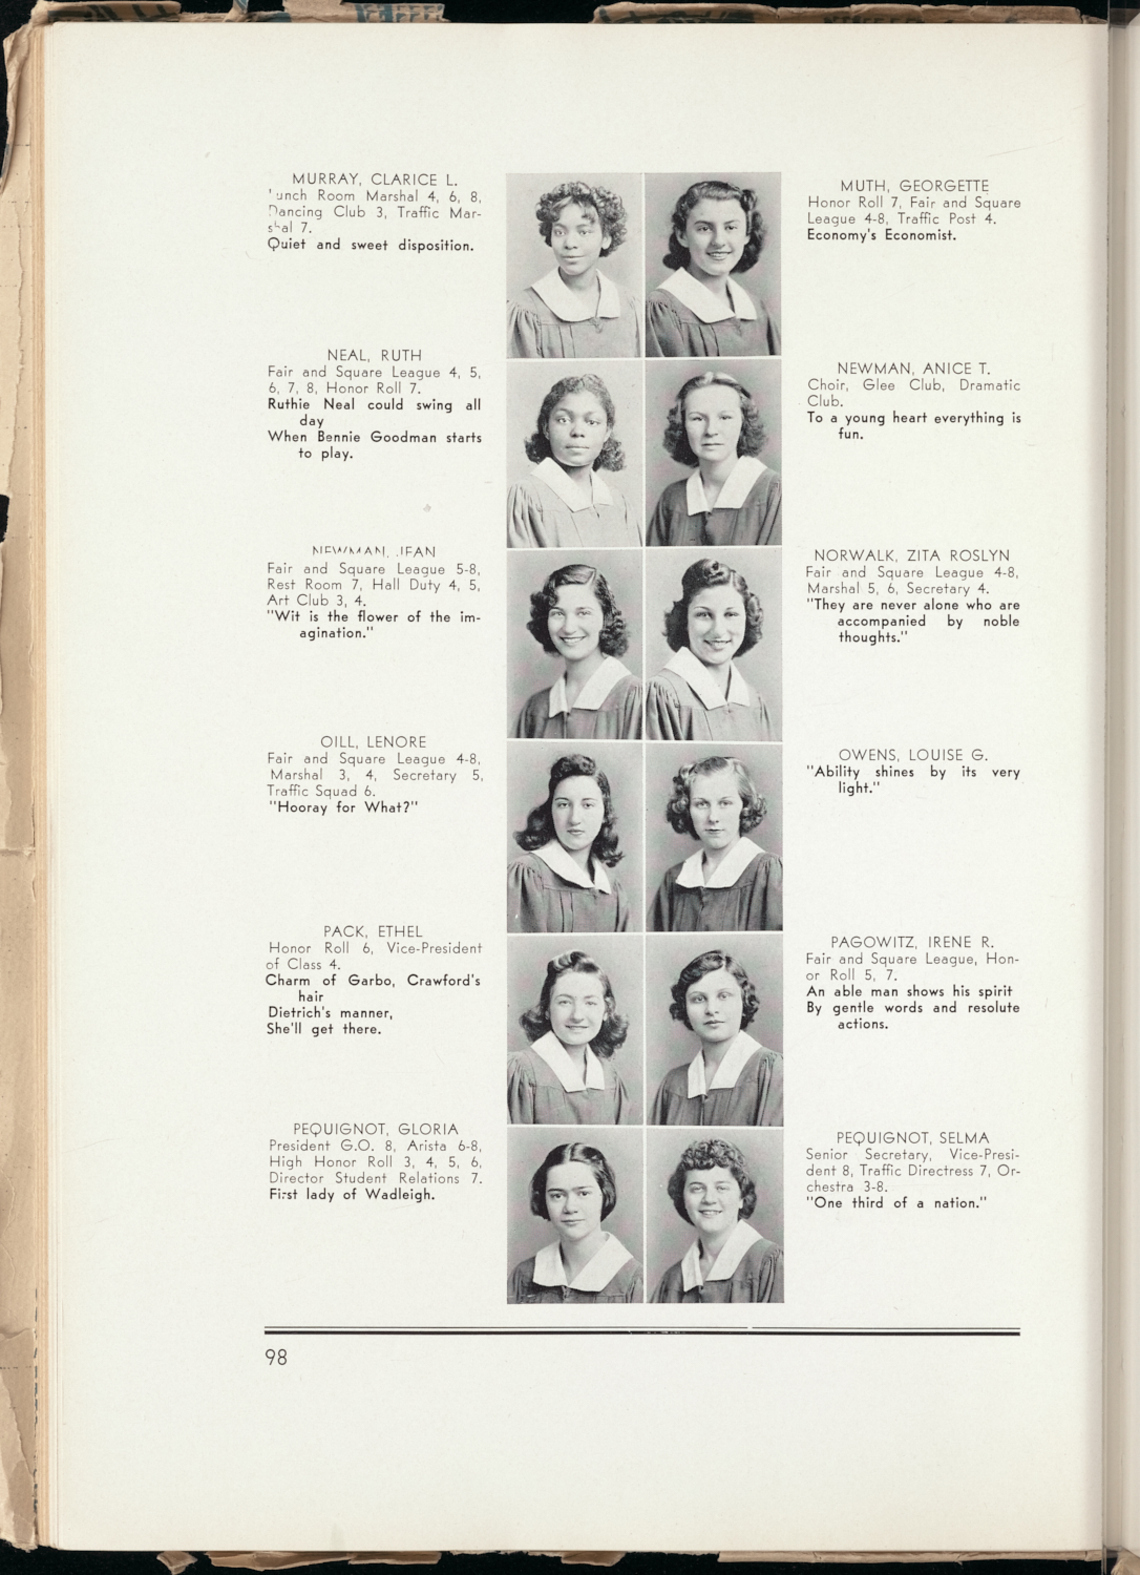 MURRAY, CLARICE L.
unch Room Marshal 4, 6, 8,
Dancing Club 3, Traffic Mar-
shal 7.
Quiet and sweet disposition.
NEAL, RUTH
Fair and Square League 4, 5,
6, 7, 8, Honor Roll 7.
Ruthie Neal could swing all
day
When Bennie Goodman starts
to play.
NEWMAN, JEAN
Fair and Square League 5-8,
Rest Room 7, Hall Duty 4, 5,
Art Club 3, 4.
"Wit is the flower of the im-
agination."
OILL, LENORE
Fair and Square League 4-8,
Marshal 3, 4, Secretary 5,
Traffic Squad 6.
"Hooray for What?"
PACK, ETHEL
Honor Roll 6, Vice-President
of Class 4.
Charm of Garbo, Crawford's
hair
Dietrich's manner,
She'll get there.
PEQUIGNOT, GLORIA
President G.O. 8, Arista 6-8,
High Honor Roll 3, 4, 5, 6,
Director Student Relations 7.
First lady of Wadleigh.
MUTH, GEORGETTE
Honor Roll 7, Fair and Square
League 4-8, Traffic Post 4.
Economy's Economist.
NEWMAN, ANICE T.
Choir, Glee Club, Dramatic
Club.
To a young heart everything is
fun.
NORWALK, ZITA ROSLYN
Fair and Square League 4-8,
Marshal 5, 6, Secretary 4.
"They are never alone who are
accompanied by noble
thoughts."
OWENS, LOUISE G.
"Ability shines by its very
light."
PAGOWITZ, IRENE R.
Fair and Square League, Hon-
or Roll 5, 7.
An able man shows his spirit
By gentle words and resolute
actions.
PEQUIGNOT, SELMA
Senior Secretary, Vice-Presi-
dent 8, Traffic Directress 7, Or-
chestra 3-8.
"One third of a nation."
98